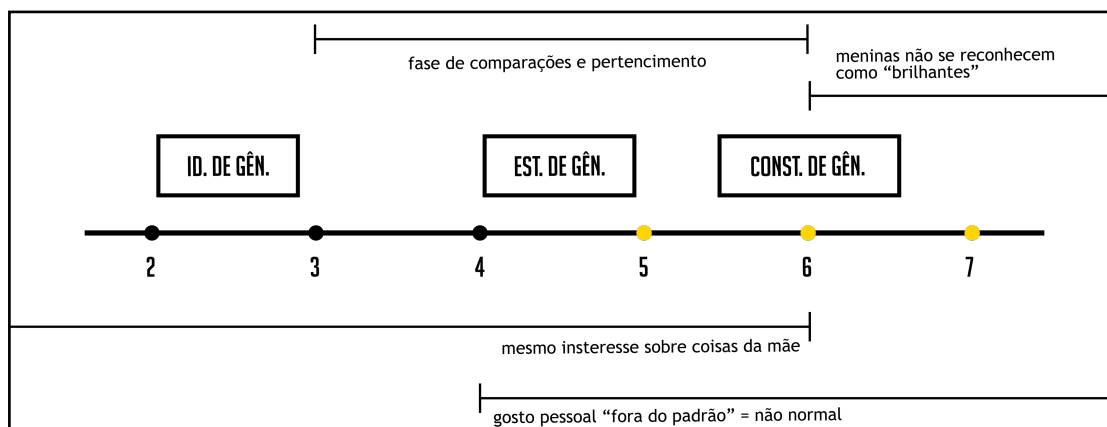 fase de comparações e pertencimento
meninas não se reconhecem
como “brilhantes”
ID. DE GÊN.
EST. DE GÊN.
CONST. DE GÊN.
2
3
4
5
6
7
mesmo insteresse sobre coisas da mãe
gosto pessoal “fora do padrão” = não normal